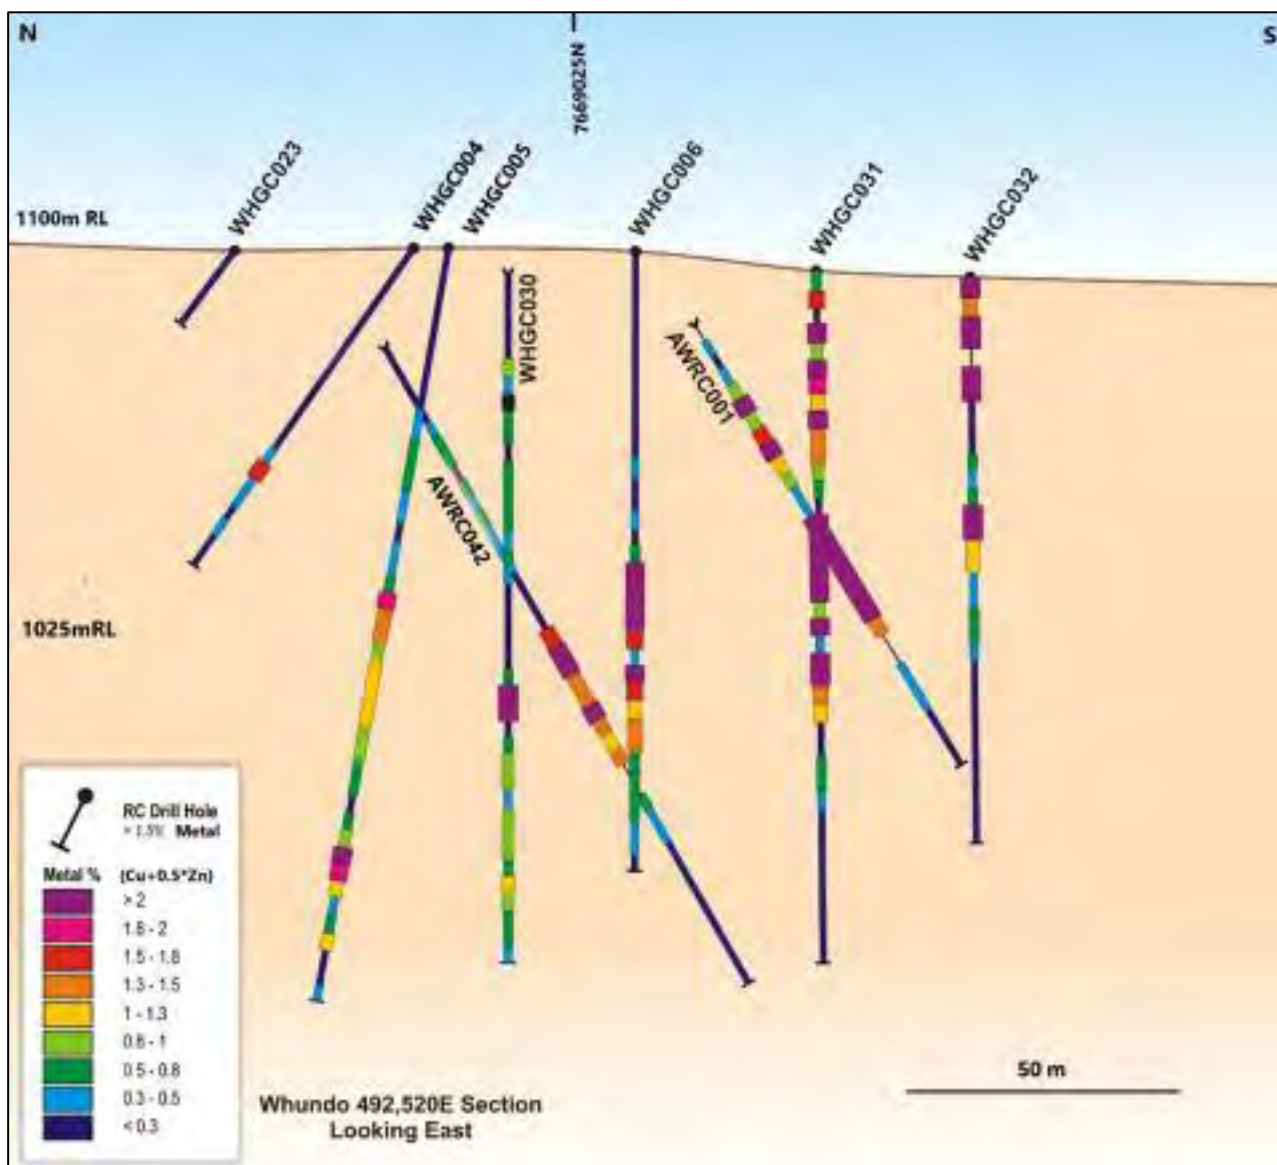 N
S
7669025N
WHGC023
WHGC004
WHGC005
WHGC006
WHGC031
WHGC032
1100m RL
WHGC030
AWRC001
AWRC042
1025mRL
RC Drill Hole
> 1.5% Metal
Metal % (Cu+0.5*Zn)
> 2
1.8 - 2
1.5 - 1.8
1.3 - 1.5
1 - 1.3
0.8 - 1
0.5 - 0.8
0.3 - 0.5
< 0.3
50 m
Whundo 492,520E Section
Looking East